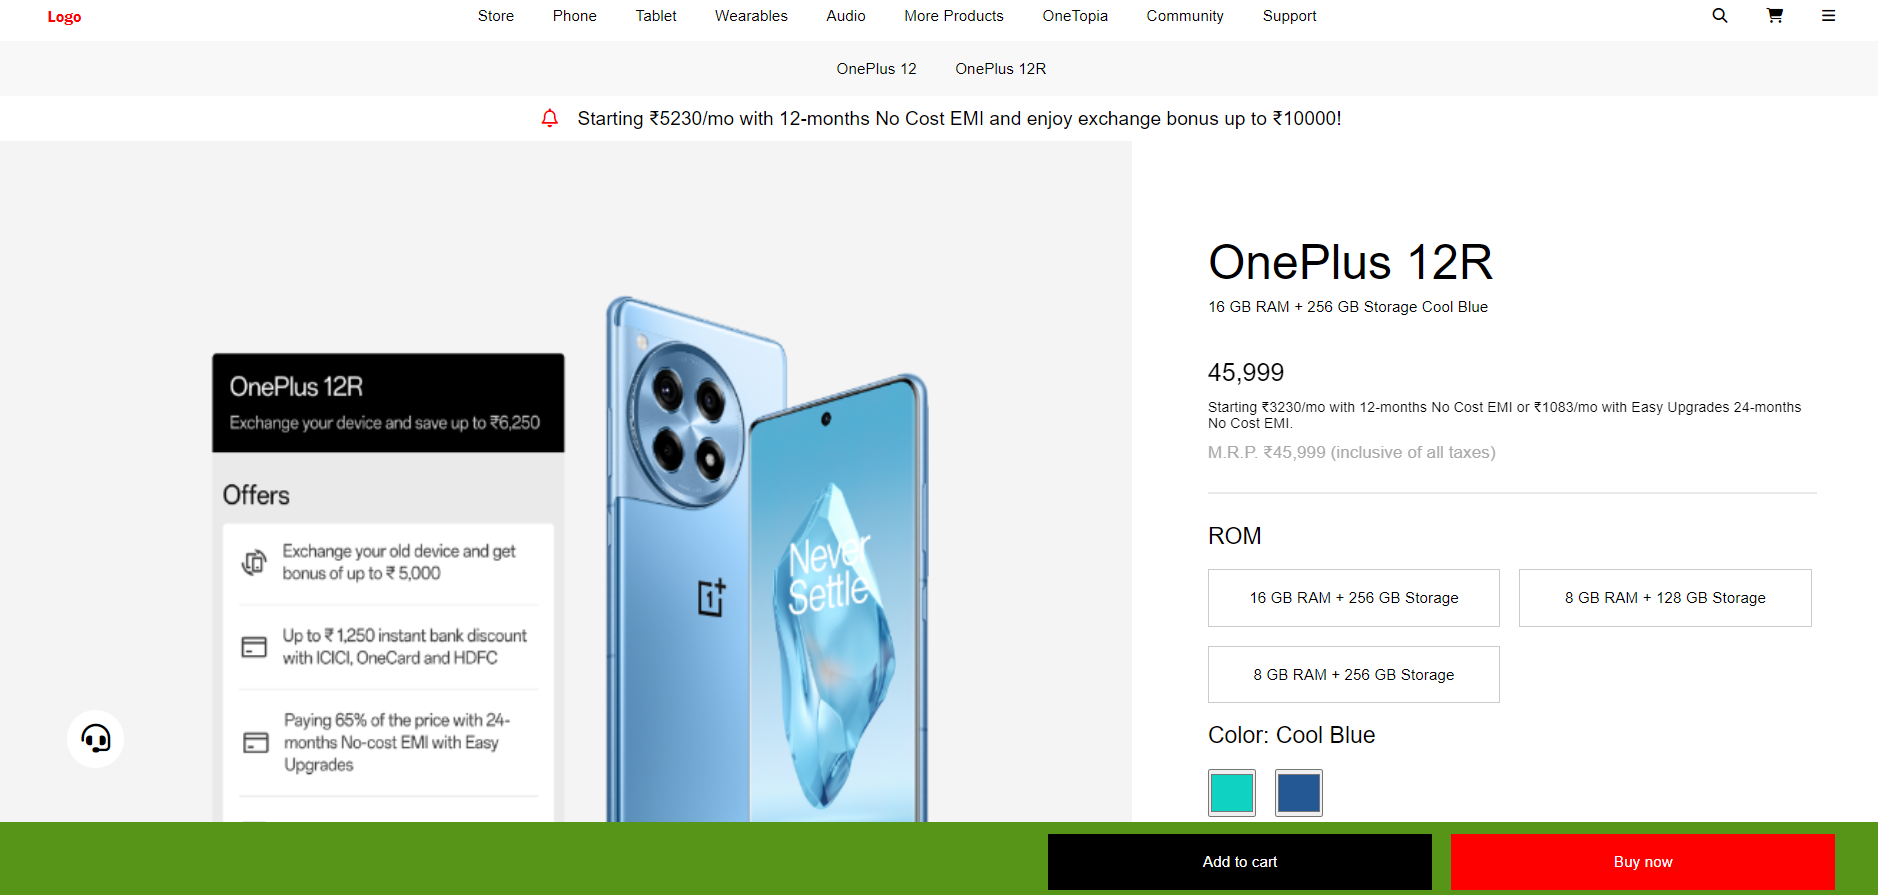 Logo
Store Phone Tablet Wearables Audio More Products OneTopia Community Support
OnePlus 12 OnePlus 12R
Starting ₹5230/mo with 12-months No Cost EMI and enjoy exchange bonus up to ₹10000!
OnePlus 12R
Exchange your device and save up to ₹6,250
Offers
Exchange your old device and get
bonus of up to ₹ 5,000
Up to ₹ 1,250 instant bank discount
with ICICI, OneCard and HDFC
Paying 65% of the price with 24-
months No-cost EMI with Easy
Upgrades
Never
Settle
OnePlus 12R
16 GB RAM + 256 GB Storage Cool Blue
45,999
Starting ₹3230/mo with 12-months No Cost EMI or ₹1083/mo with Easy Upgrades 24-months
No Cost EMI.
M.R.P. ₹45,999 (inclusive of all taxes)
ROM
16 GB RAM + 256 GB Storage
8 GB RAM + 128 GB Storage
8 GB RAM + 256 GB Storage
Color: Cool Blue
Add to cart
Buy now